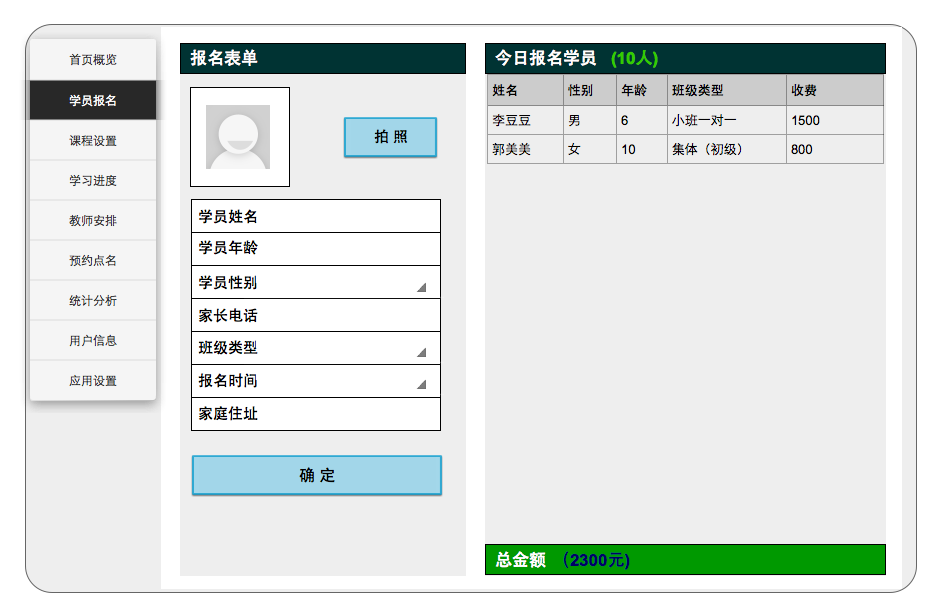 首页概览
学员报名
课程设置
学习进度
教师安排
预约点名
统计分析
用户信息
应用设置
报名表单
拍 照
学员姓名
学员年龄
学员性别
家长电话
班级类型
报名时间
家庭住址
确 定
今日报名学员 (10人)
姓名 性别 年龄 班级类型 收费
李豆豆 男 6 小班一对一 1500
郭美美 女 10 集体（初级） 800
总金额 （2300元)